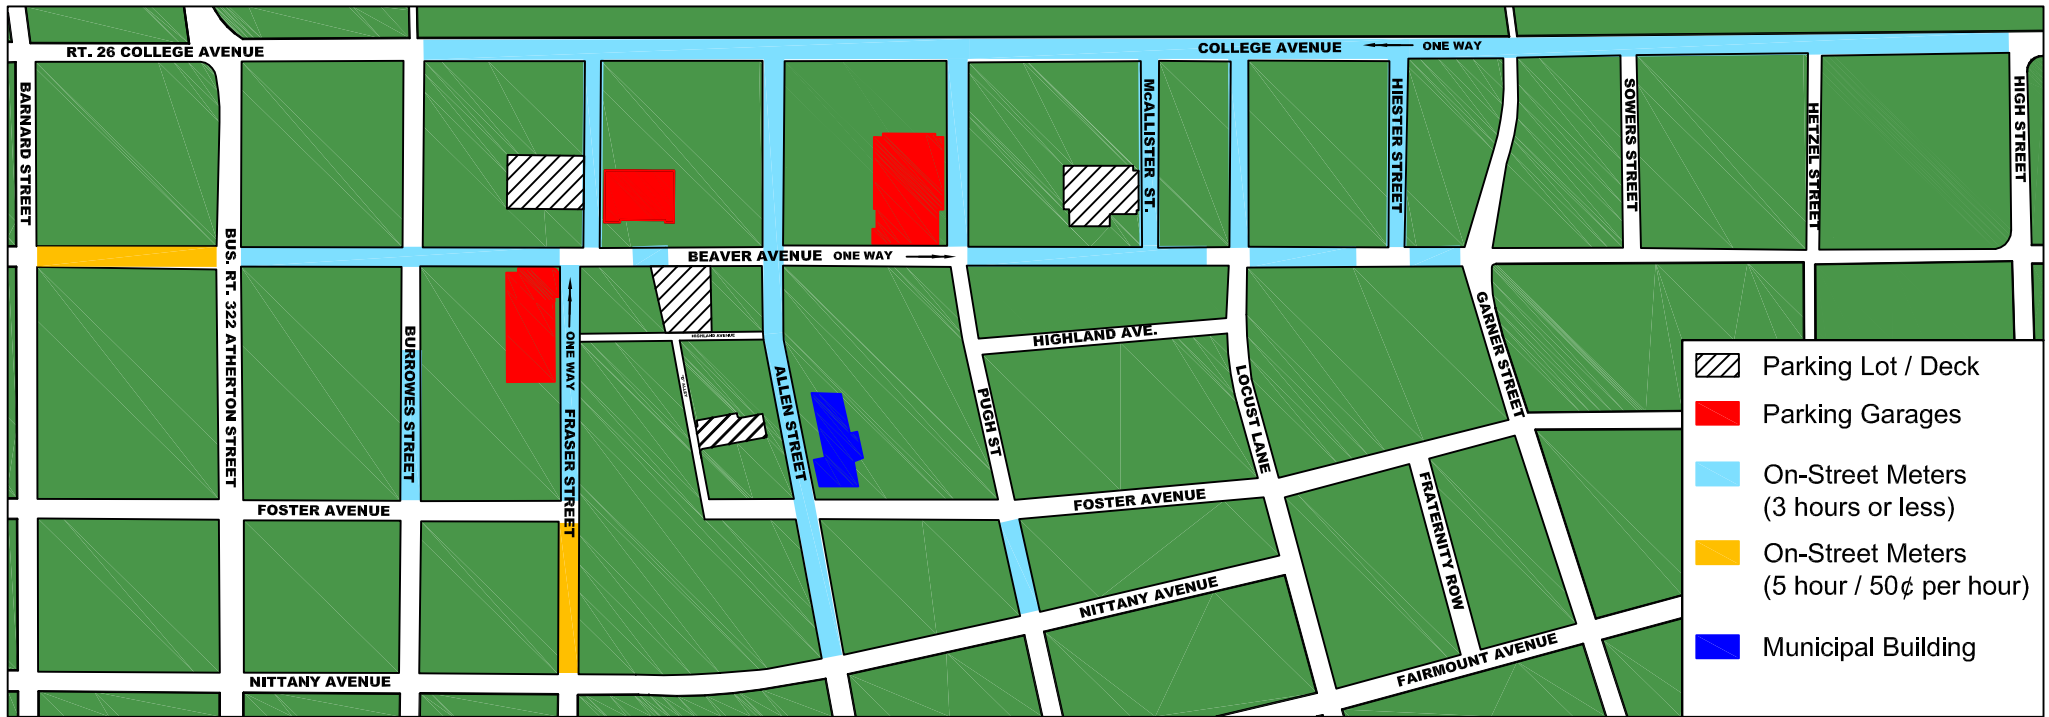 RT. 26 COLLEGE AVENUE
COLLEGE AVENUE
ONE WAY
BARNARD STREET
McALLISTER ST.
HIESTER STREET
SOWERS STREET
HETZEL STREET
HIGH STREET
BUS. RT. 322 ATHERTON STREET
BEAVER AVENUE
ONE WAY
BURROWES STREET
ONE WAY
FRASER STREET
HIGHLAND AVENUE
ALLEN STREET
PUGH ST
HIGHLAND AVE.
LOCUST LANE
GARNER STREET
FOSTER AVENUE
FOSTER AVENUE
FRATERNITY ROW
NITTANY AVENUE
NITTANY AVENUE
FAIRMOUNT AVENUE
Parking Lot / Deck
Parking Garages
On-Street Meters
(3 hours or less)
On-Street Meters
(5 hour / 50¢ per hour)
Municipal Building